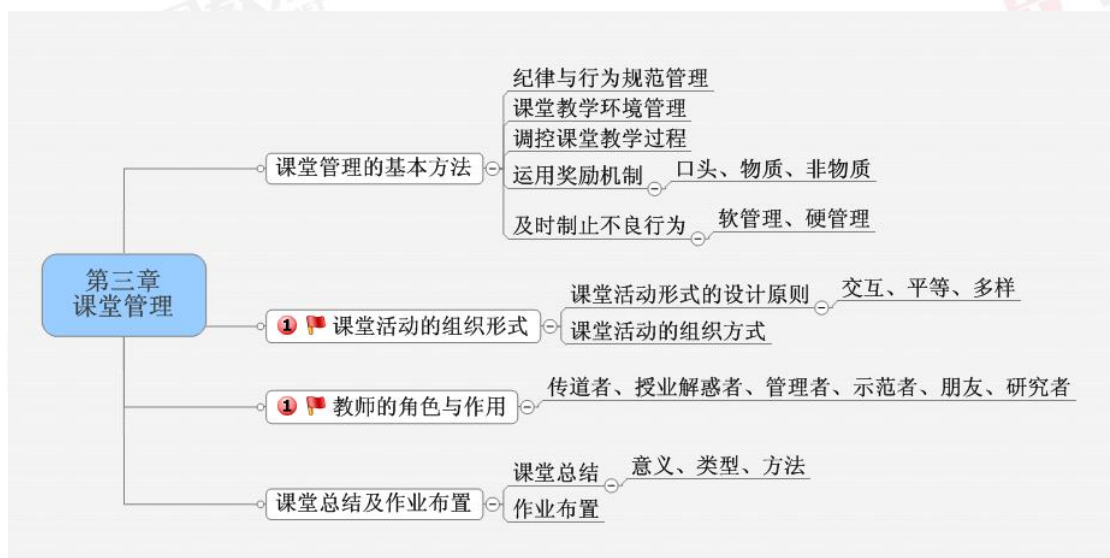 第三章
课堂管理
课堂管理的基本方法
纪律与行为规范管理
课堂教学环境管理
调控课堂教学过程
运用奖励机制
口头、物质、非物质
及时制止不良行为
软管理、硬管理
1 课堂活动的组织形式
课堂活动形式的设计原则
交互、平等、多样
课堂活动的组织方式
1 教师的角色与作用
传道者、授业解惑者、管理者、示范者、朋友、研究者
课堂总结及作业布置
课堂总结
意义、类型、方法
作业布置